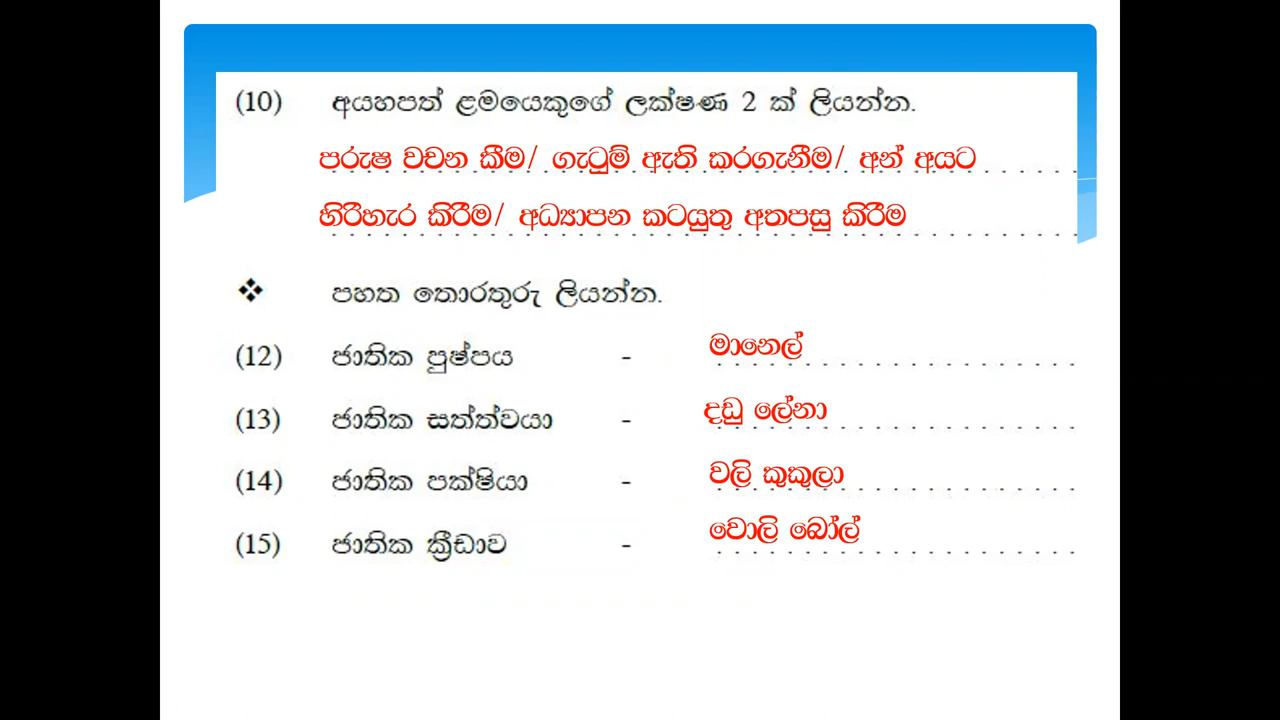 (10) අයහපත් ළමයෙකුගේ ලක්ෂණ 2 ක් ලියන්න.
පරුෂ වචන කීම/ ගැටුම් ඇති කරගැනීම/ අන් අයට
හිරිහැර කිරීම/ අධ්‍යාපන කටයුතු අතපසු කිරීම
❖ පහත තොරතුරු ලියන්න.
(12) ජාතික පුෂ්පය - මානෙල්
(13) ජාතික සත්ත්වයා - දඬු ලේනා
(14) ජාතික පක්ෂියා - වලි කුකුලා
(15) ජාතික ක්‍රීඩාව - වොලි බෝල්